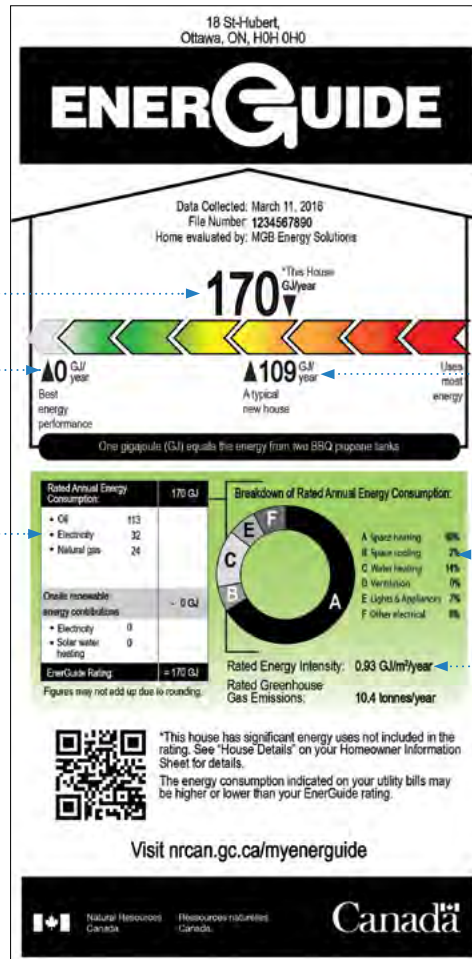 18 St-Hubert,
Ottawa, ON, H0H 0H0
ENERGUIDE
Data Collected: March 11, 2016
File Number: 1234567890
Home evaluated by: MGB Energy Solutions
170 *This House GJ/year
0 GJ/year
Best energy performance
109 GJ/year
A typical new house
Uses most energy
One gigajoule (GJ) equals the energy from two BBQ propane tanks
Rated Annual Energy Consumption: 170 GJ
• Oil 113
• Electricity 32
• Natural gas 24
Onsite renewable energy contributions - 0 GJ
• Electricity 0
• Solar water heating 0
EnerGuide Rating: = 170 GJ
Figures may not add up due to rounding.
Breakdown of Rated Annual Energy Consumption:
A
B
C
E
F
A Space heating
B Space cooling
C Water heating 14%
D Ventilation 0%
E Lights & Appliances 7%
F Other electrical
Rated Energy Intensity: 0.93 GJ/m²/year
Rated Greenhouse Gas Emissions: 10.4 tonnes/year
*This house has significant energy uses not included in the
rating. See "House Details" on your Homeowner Information
Sheet for details.
The energy consumption indicated on your utility bills may
be higher or lower than your EnerGuide rating.
Visit nrcan.gc.ca/myenerguide
Natural Resources Canada
Ressources naturelles Canada
Canada